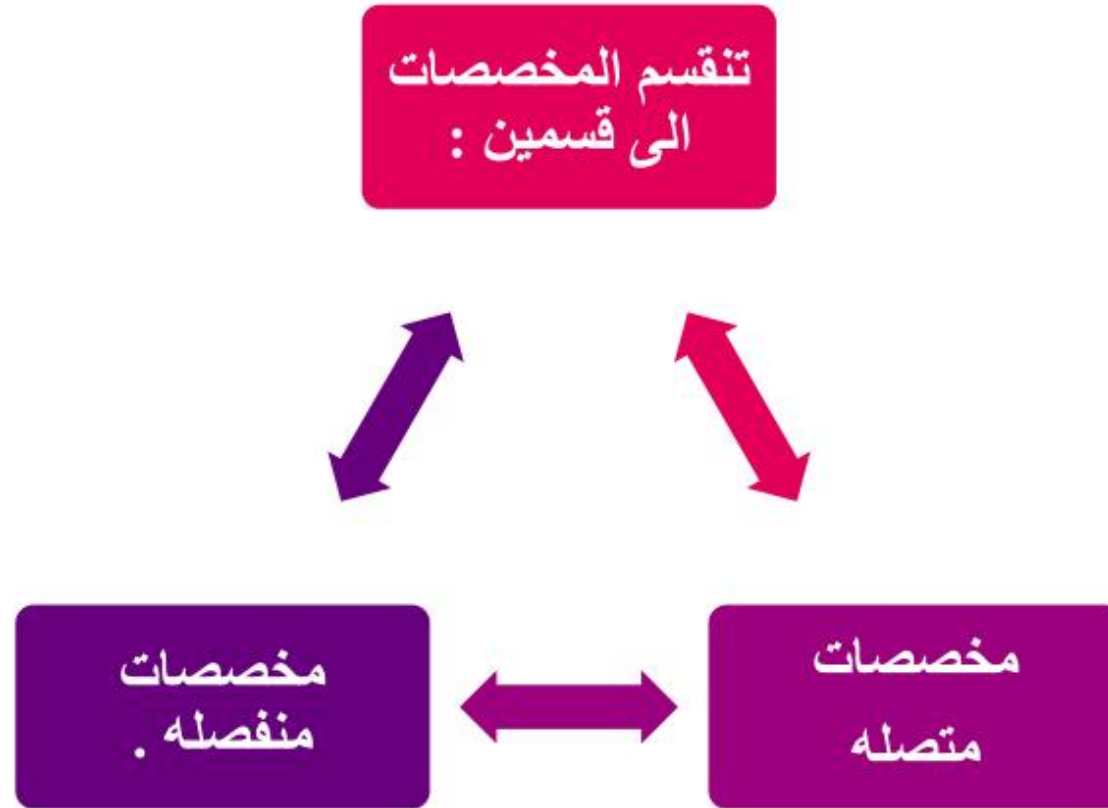 تنقسم المخصصات
الى قسمين :
مخصصات
متصله
مخصصات
منفصله .